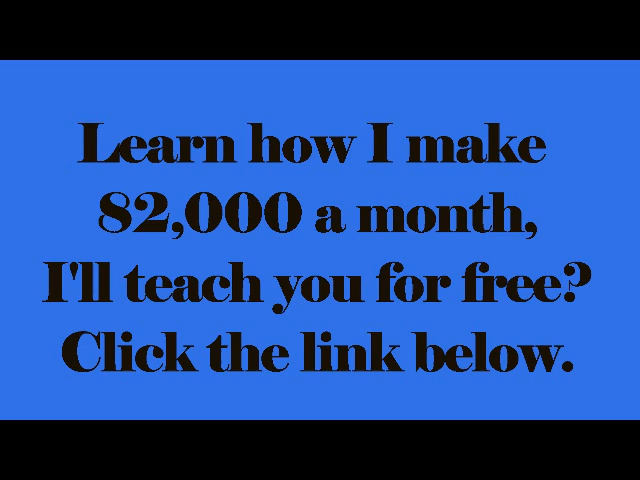 Learn how I make
82,000 a month,
I'll teach you for free?
Click the link below.